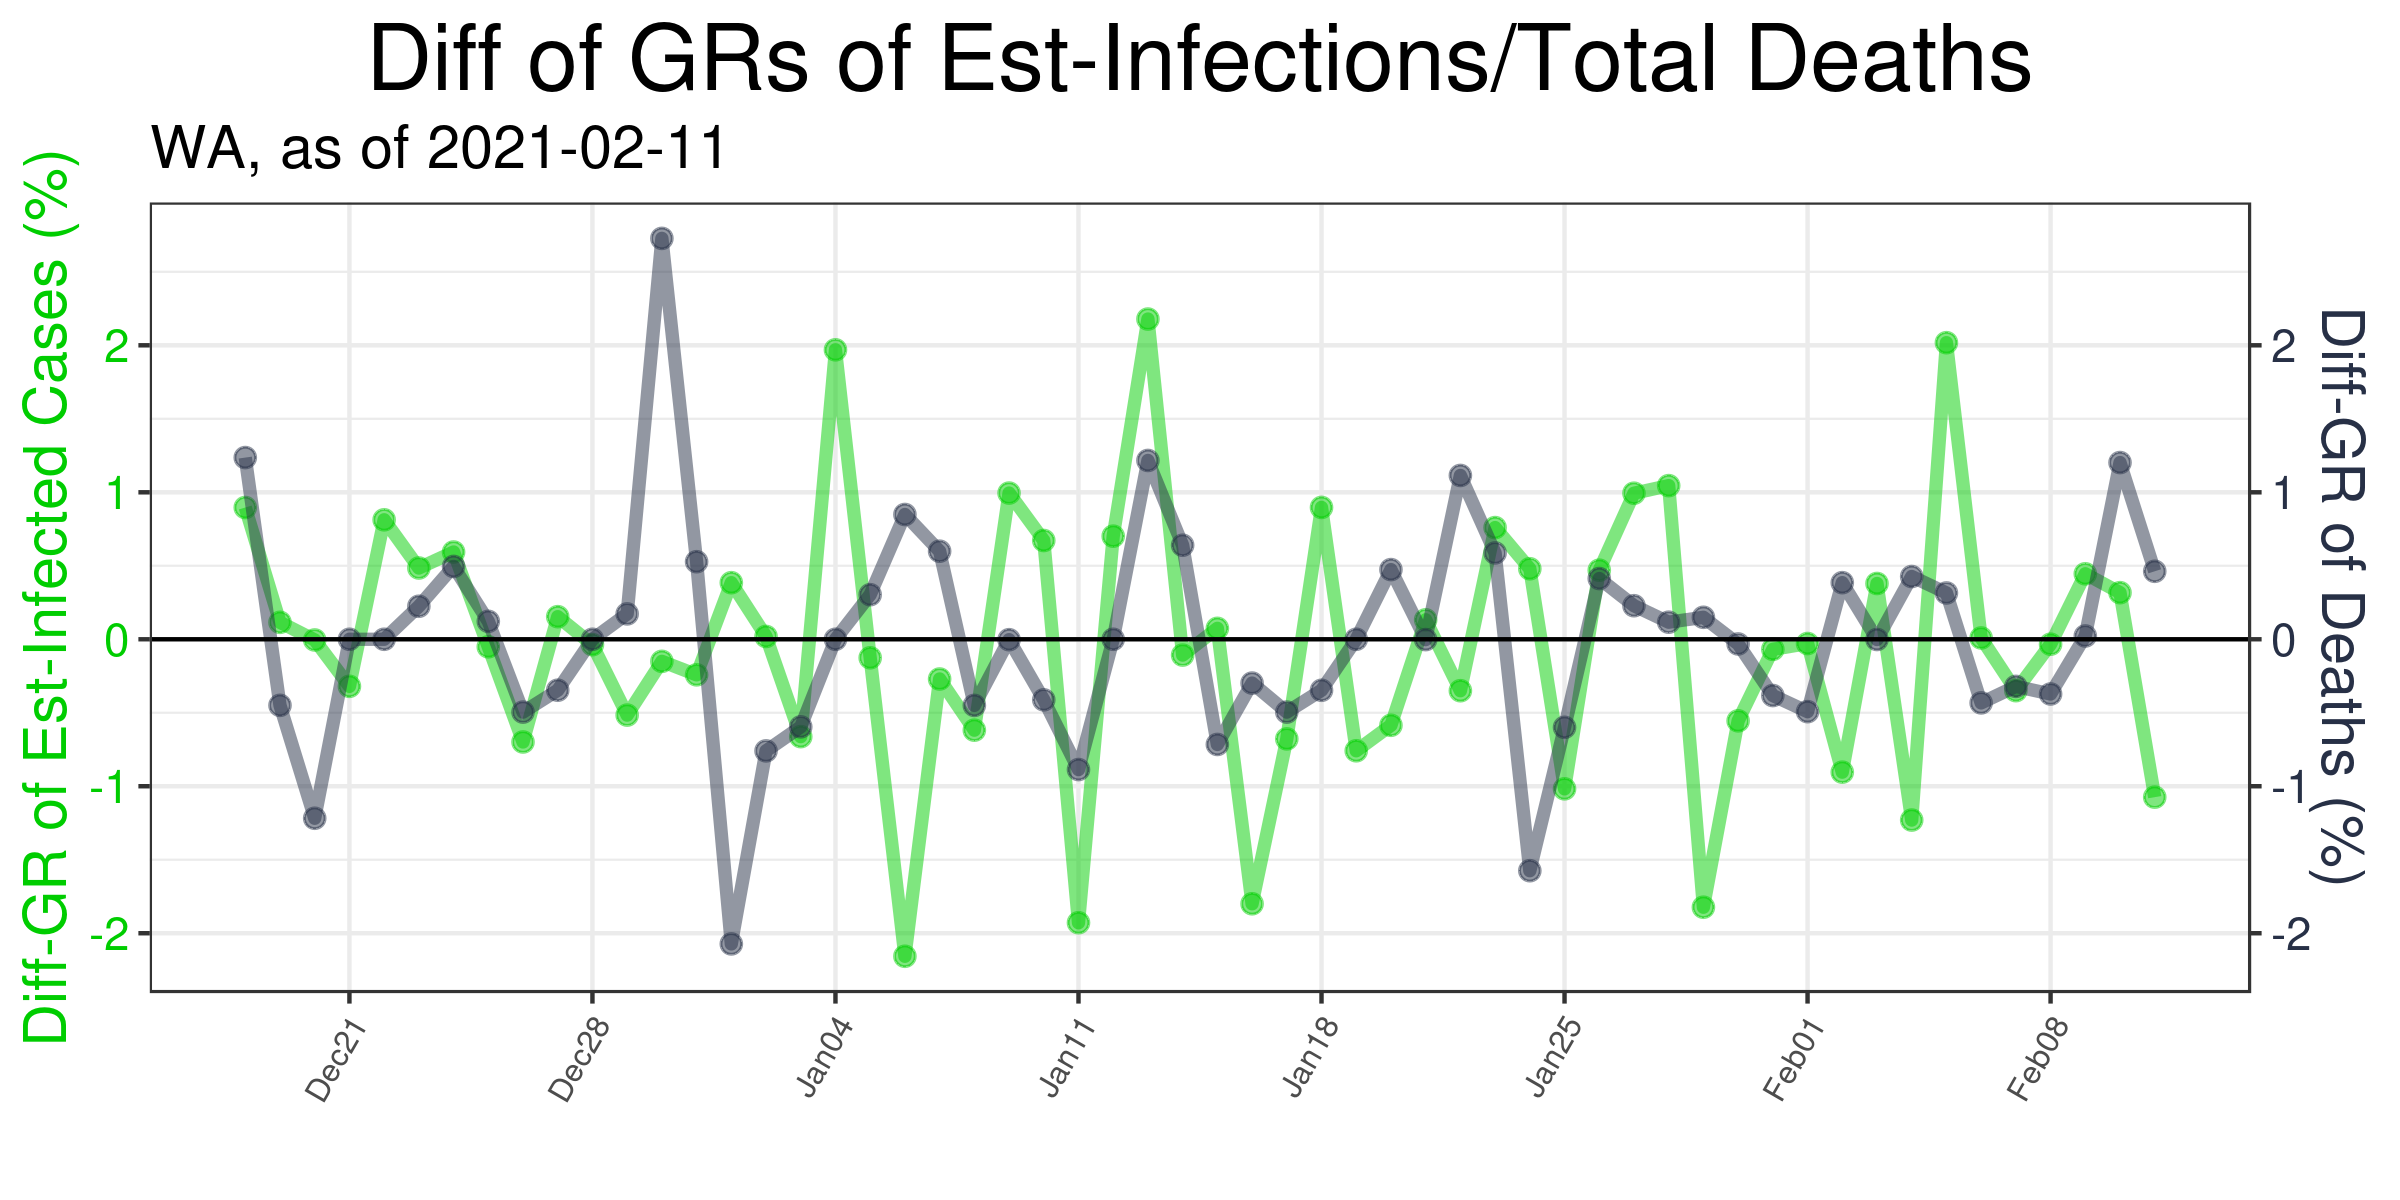 Diff of GRs of Est-Infections/Total Deaths
WA, as of 2021-02-11
Diff-GR of Est-Infected Cases (%)
2
1
0
-1
-2
Diff-GR of Deaths (%)
2
1
0
-1
-2
Dec21
Dec28
Jan04
Jan11
Jan18
Jan25
Feb01
Feb08